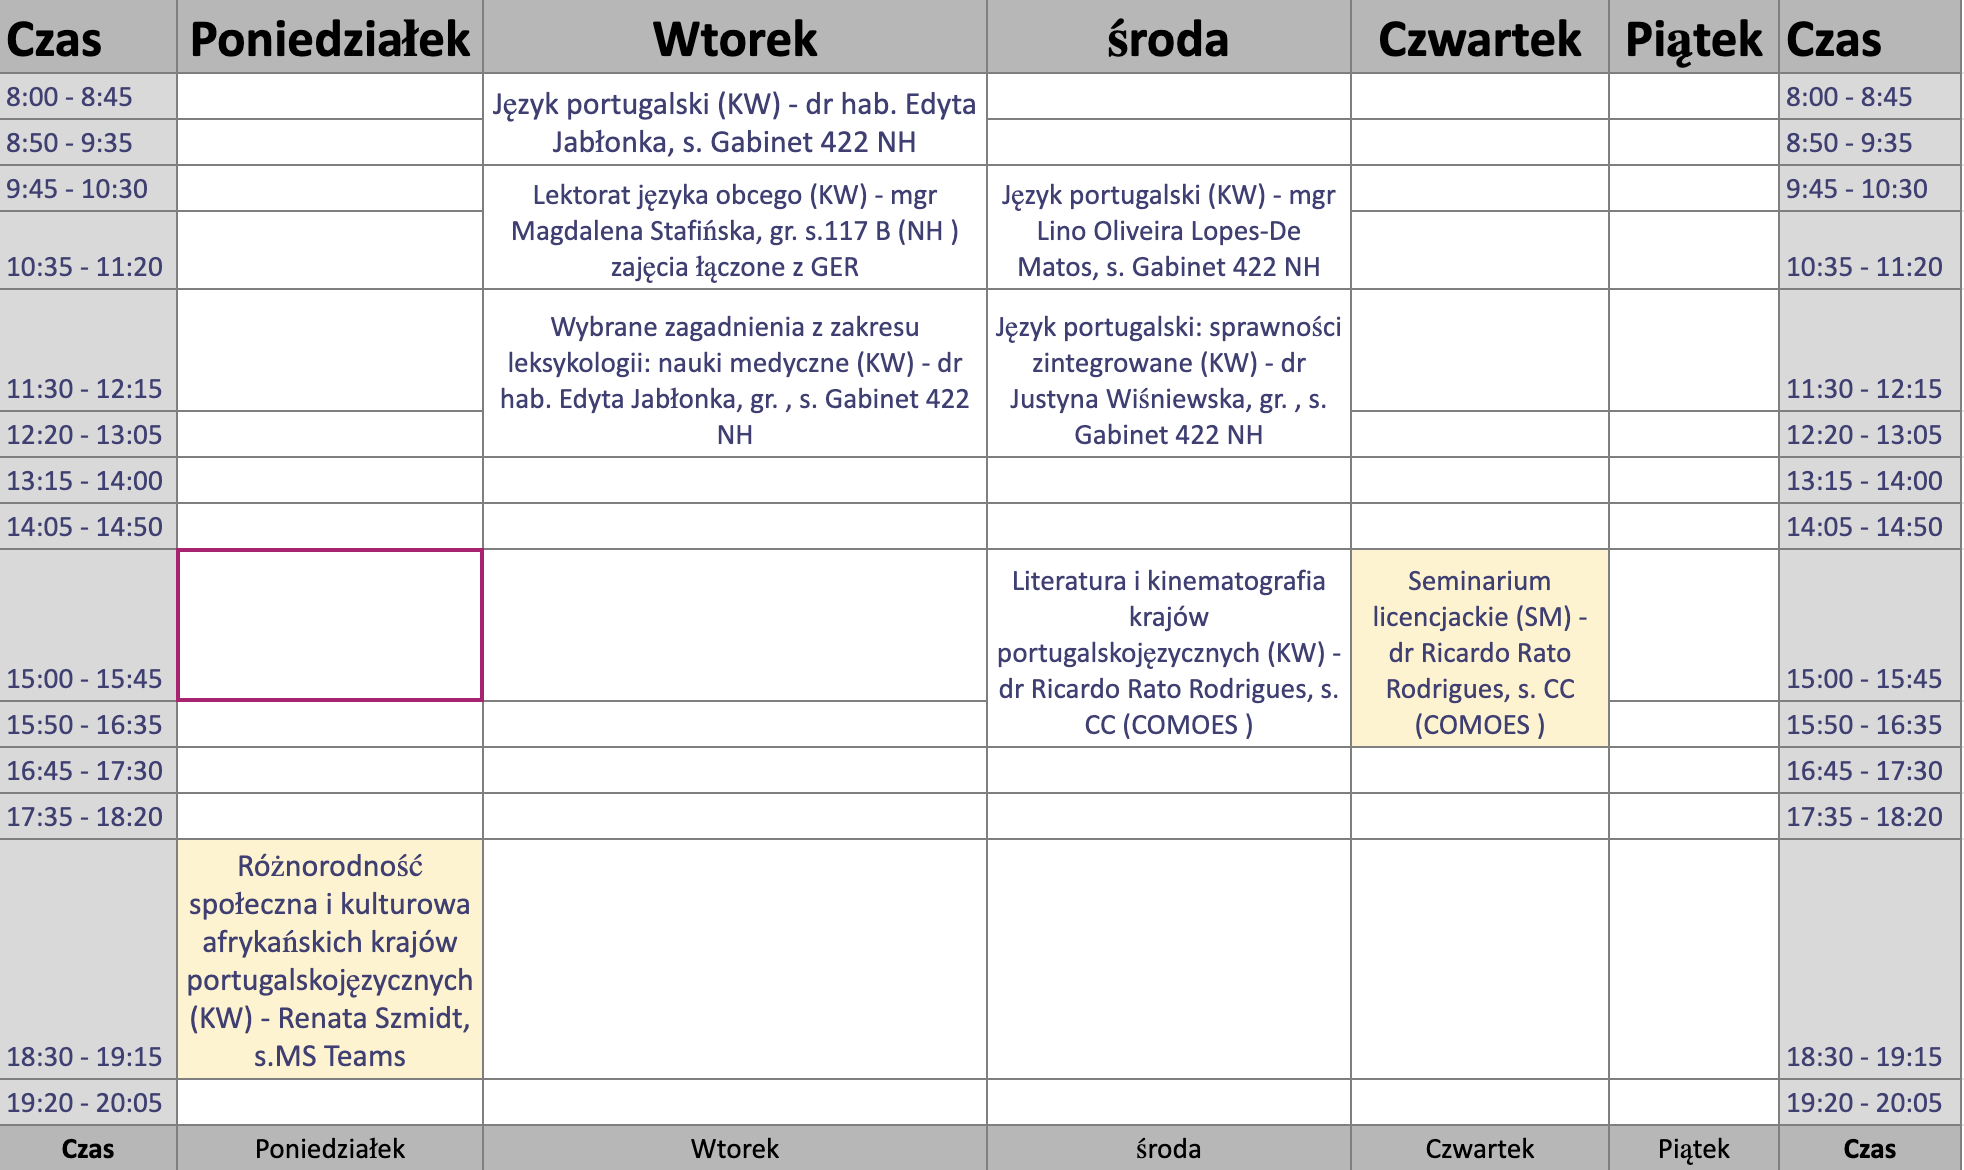 Czas Poniedziałek Wtorek środa Czwartek Piątek Czas
8:00 - 8:45 8:00 - 8:45
Język portugalski (KW) - dr hab. Edyta
Jabłonka, s. Gabinet 422 NH
8:50 - 9:35 8:50 - 9:35
9:45 - 10:30 9:45 - 10:30
Lektorat języka obcego (KW) - mgr
Magdalena Stafińska, gr. s.117 B (NH )
zajęcia łączone z GER
Język portugalski (KW) - mgr
Lino Oliveira Lopes-De
Matos, s. Gabinet 422 NH
10:35 - 11:20 10:35 - 11:20
Wybrane zagadnienia z zakresu
leksykologii: nauki medyczne (KW) - dr
hab. Edyta Jabłonka, gr. , s. Gabinet 422
NH
Język portugalski: sprawności
zintegrowane (KW) - dr
Justyna Wiśniewska, gr. , s.
Gabinet 422 NH
11:30 - 12:15 11:30 - 12:15
12:20 - 13:05 12:20 - 13:05
13:15 - 14:00 13:15 - 14:00
14:05 - 14:50 14:05 - 14:50
Literatura i kinematografia
krajów
portugalskojęzycznych (KW) -
dr Ricardo Rato Rodrigues, s.
CC (COMOES )
Seminarium
licencjackie (SM) -
dr Ricardo Rato
Rodrigues, s. CC
(COMOES )
15:00 - 15:45 15:00 - 15:45
15:50 - 16:35 15:50 - 16:35
16:45 - 17:30 16:45 - 17:30
17:35 - 18:20 17:35 - 18:20
Różnorodność
społeczna i kulturowa
afrykańskich krajów
portugalskojęzycznych
(KW) - Renata Szmidt,
s.MS Teams
18:30 - 19:15 18:30 - 19:15
19:20 - 20:05 19:20 - 20:05
Czas Poniedziałek Wtorek środa Czwartek Piątek Czas